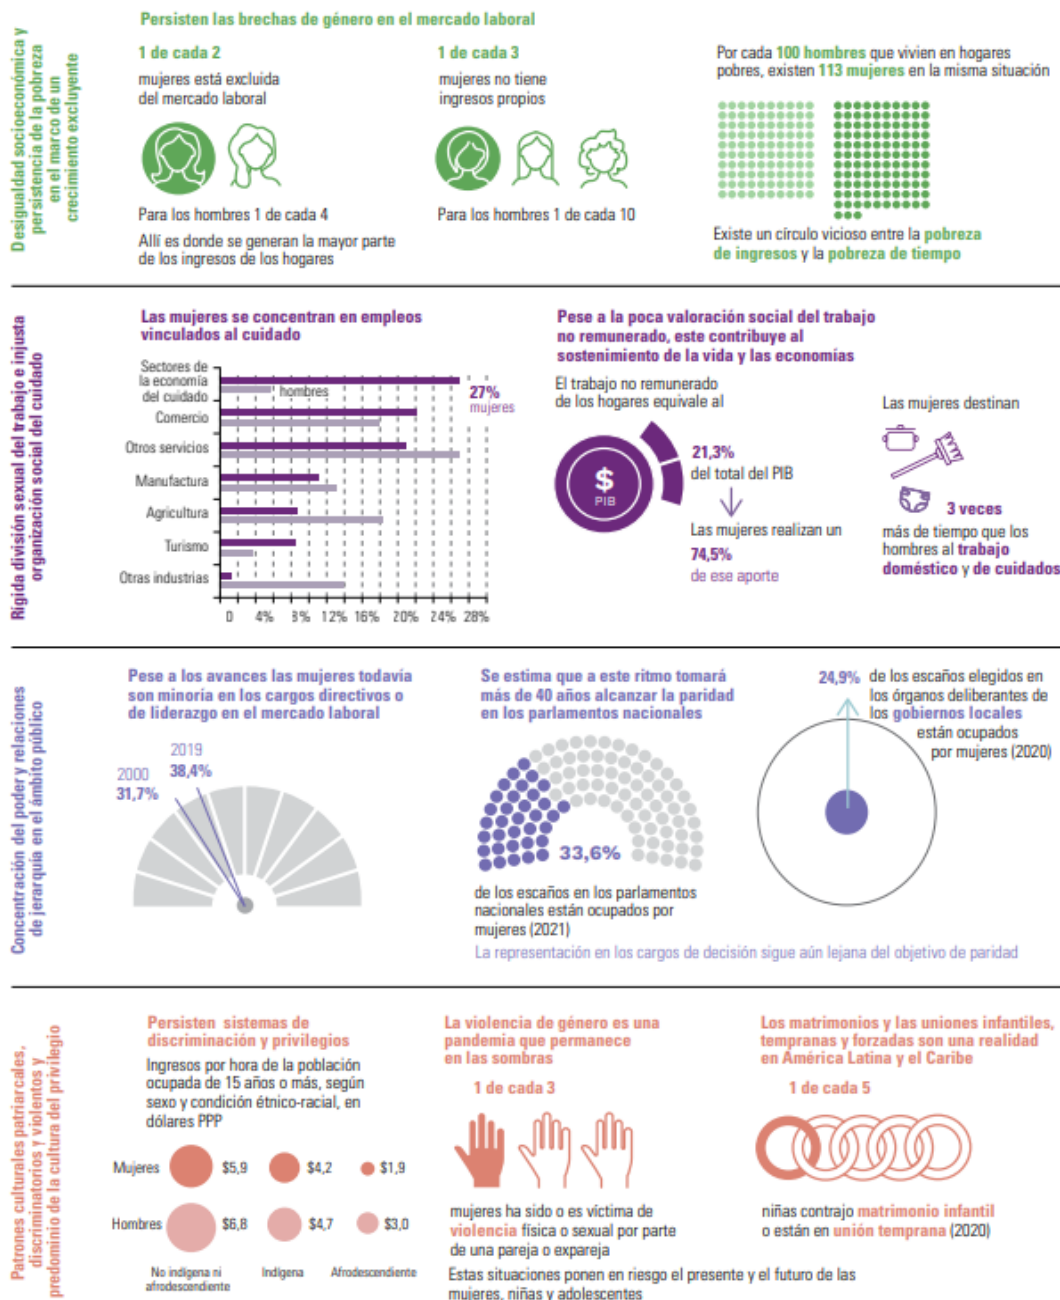 Desigualdad socioeconómica y
persistencia de la pobreza
en el marco de un
crecimiento excluyente
Persisten las brechas de género en el mercado laboral
1 de cada 2
mujeres está excluida
del mercado laboral
Para los hombres 1 de cada 4
Allí es donde se generan la mayor parte
de los ingresos de los hogares
1 de cada 3
mujeres no tiene
ingresos propios
Para los hombres 1 de cada 10
Por cada 100 hombres que vivien en hogares
pobres, existen 113 mujeres en la misma situación
Existe un círculo vicioso entre la pobreza
de ingresos y la pobreza de tiempo
Rígida división sexual del trabajo e injusta
organización social del cuidado
Las mujeres se concentran en empleos
vinculados al cuidado
Sectores de
la economía
del cuidado
hombres
27%
mujeres
Comercio
Otros servicios
Manufactura
Agricultura
Turismo
Otras industrias
0 4% 8% 12% 16% 20% 24% 28%
Pese a la poca valoración social del trabajo
no remunerado, este contribuye al
sostenimiento de la vida y las economías
El trabajo no remunerado
de los hogares equivale al
$
PIB
21,3%
del total del PIB
Las mujeres realizan un
74,5%
de ese aporte
Las mujeres destinan
3 veces
más de tiempo que los
hombres al trabajo
doméstico y de cuidados
Concentración del poder y relaciones
de jerarquía en el ámbito público
Pese a los avances las mujeres todavía
son minoría en los cargos directivos o
de liderazgo en el mercado laboral
2019
38,4%
2000
31,7%
Se estima que a este ritmo tomará
más de 40 años alcanzar la paridad
en los parlamentos nacionales
33,6%
de los escaños en los parlamentos
nacionales están ocupados por
mujeres (2021)
24,9% de los escaños elegidos en
los órganos deliberantes de
los gobiernos locales
están ocupados
por mujeres (2020)
La representación en los cargos de decisión sigue aún lejana del objetivo de paridad
Patrones culturales patriarcales,
discriminatorios y violentos y
predominio de la cultura del privilegio
Persisten sistemas de
discriminación y privilegios
Ingresos por hora de la población
ocupada de 15 años o más, según
sexo y condición étnico-racial, en
dólares PPP
Mujeres $5,9 $4,2 $1,9
Hombres $6,8 $4,7 $3,0
No indígena ni
afrodescendiente
Indígena
Afrodescendiente
La violencia de género es una
pandemia que permanece
en las sombras
1 de cada 3
mujeres ha sido o es víctima de
violencia física o sexual por parte
de una pareja o expareja
Los matrimonios y las uniones infantiles,
tempranas y forzadas son una realidad
en América Latina y el Caribe
1 de cada 5
niñas contrajo matrimonio infantil
o están en unión temprana (2020)
Estas situaciones ponen en riesgo el presente y el futuro de las
mujeres, niñas y adolescentes